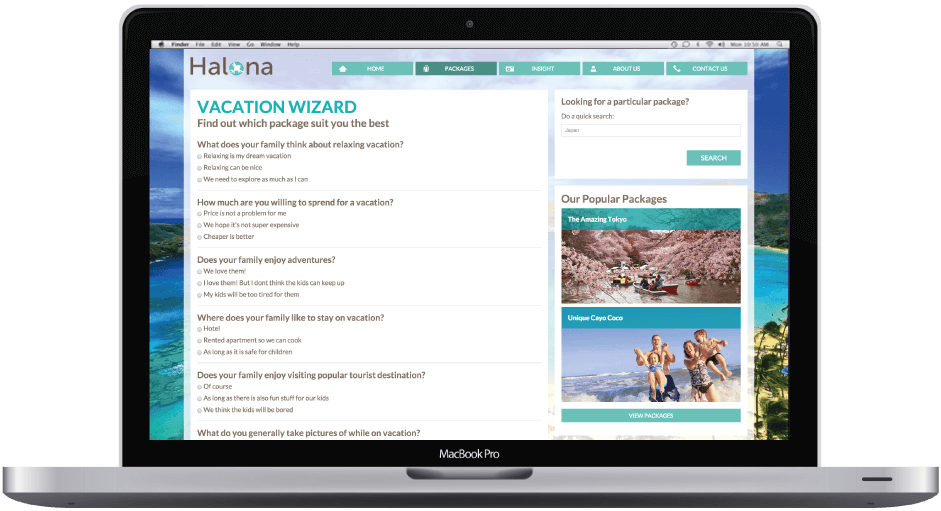 Finder File Edit View Go Window Help
Mon 10:50 AM
Halona
HOME
PACKAGES
INSIGHT
ABOUT US
CONTACT US
VACATION WIZARD
Find out which package suit you the best
What does your family think about relaxing vacation?
Relaxing is my dream vacation
Relaxing can be nice
We need to explore as much as I can
How much are you willing to sprend for a vacation?
Price is not a problem for me
We hope it's not super expensive
Cheaper is better
Does your family enjoy adventures?
We love them!
I love them! But I dont think the kids can keep up
My kids will be too tired for them
Where does your family like to stay on vacation?
Hotel
Rented apartment so we can cook
As long as it is safe for children
Does your family enjoy visiting popular tourist destination?
Of course
As long as there is also fun stuff for our kids
We think the kids will be bored
What do you generally take pictures of while on vacation?
Looking for a particular package?
Do a quick search:
Japan
SEARCH
Our Popular Packages
The Amazing Tokyo
Unique Cayo Coco
VIEW PACKAGES
MacBook Pro